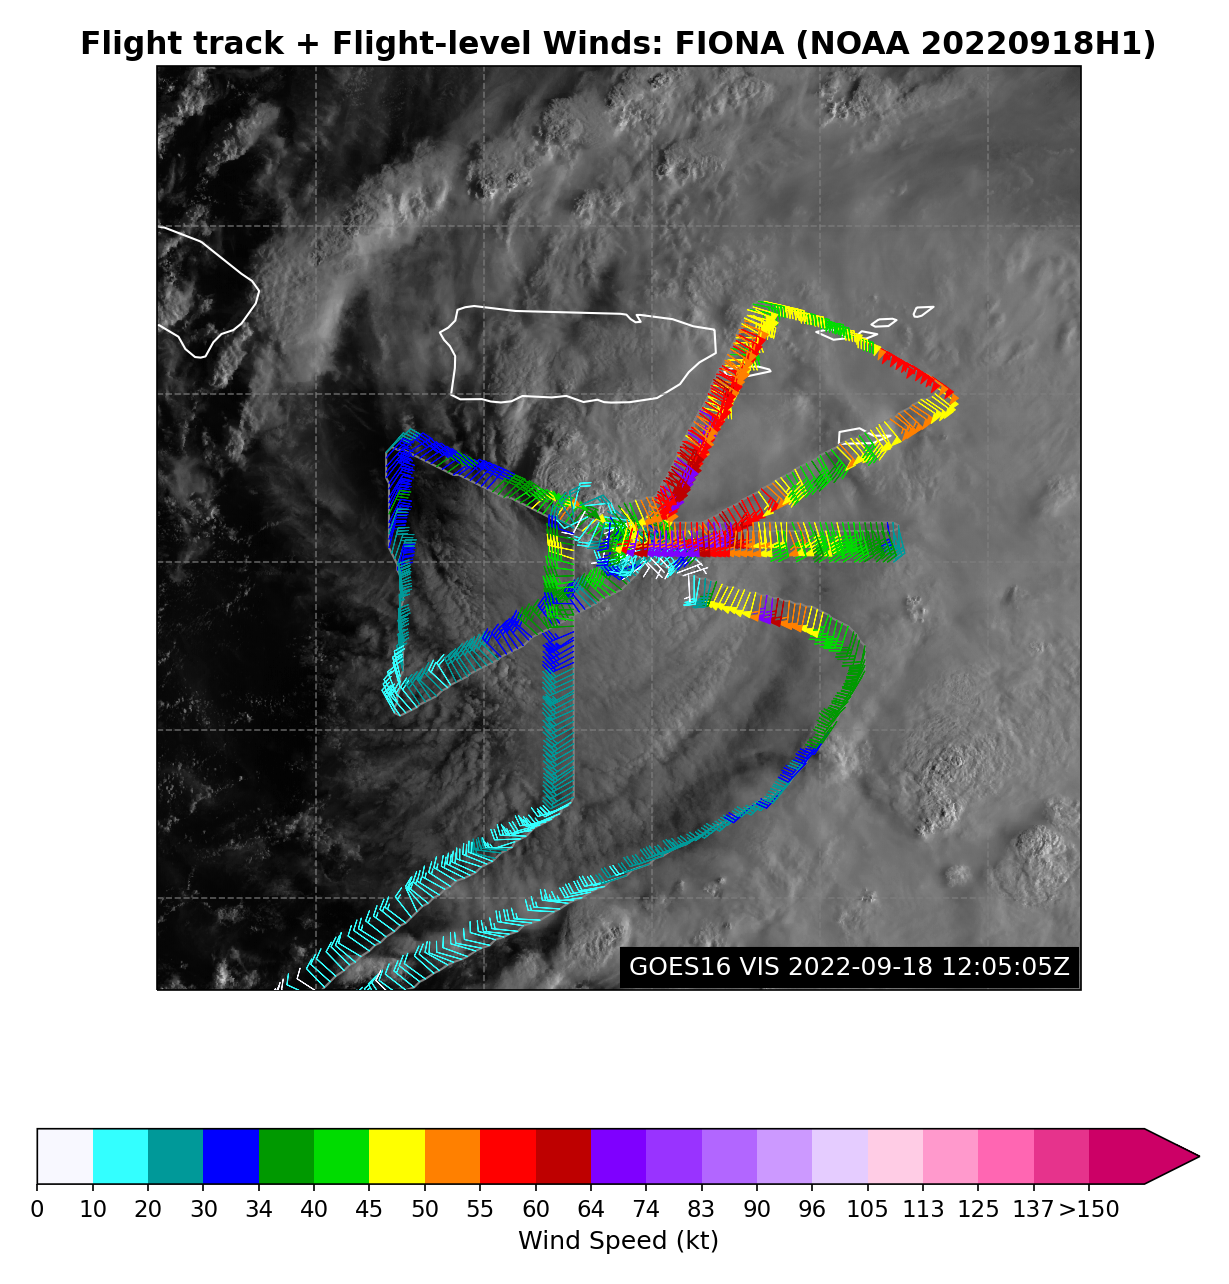 Flight track + Flight-level Winds: FIONA (NOAA 20220918H1)
GOES16 VIS 2022-09-18 12:05:05Z
0 10 20 30 34 40 45 50 55 60 64 74 83 90 96 105 113 125 137 >150
Wind Speed (kt)